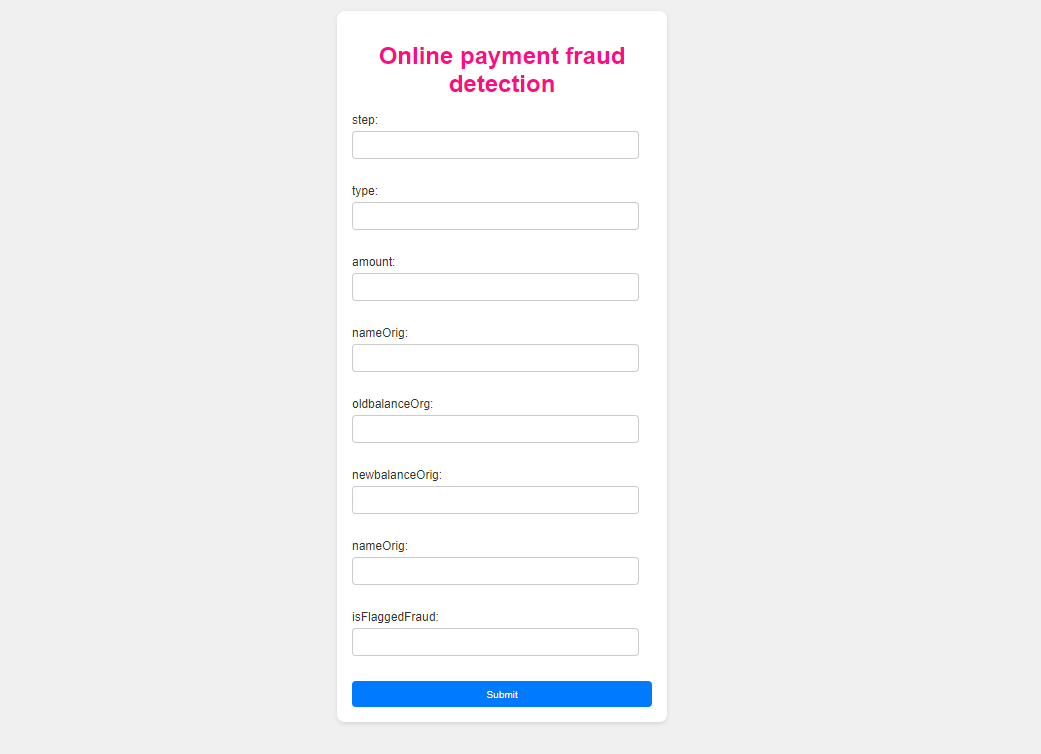 Online payment fraud
detection
step:
type:
amount:
nameOrig:
oldbalanceOrg:
newbalanceOrig:
nameOrig:
isFlaggedFraud:
Submit